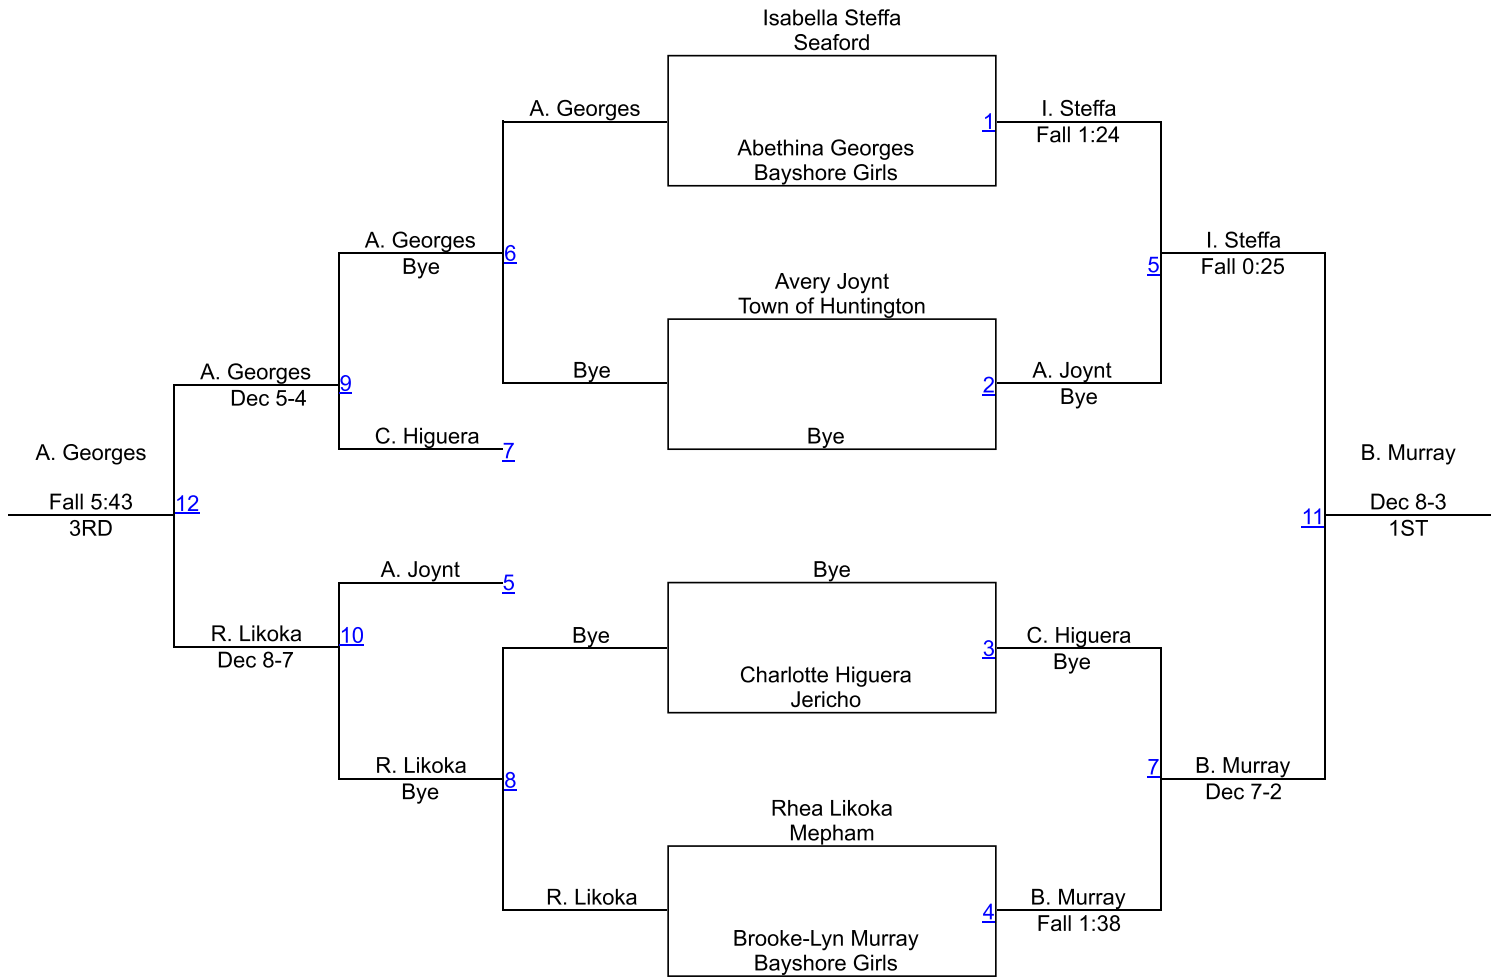 Isabella Steffa
Seaford
A. Georges
1
I. Steffa
Fall 1:24
Abethina Georges
Bayshore Girls
A. Georges
Bye
6
I. Steffa
Fall 0:25
5
Avery Joynt
Town of Huntington
A. Georges
Dec 5-4
9
Bye
2
A. Joynt
Bye
C. Higuera
7
Bye
A. Georges
Fall 5:43
3RD
12
B. Murray
Dec 8-3
1ST
11
A. Joynt
5
Bye
R. Likoka
Dec 8-7
10
Bye
3
C. Higuera
Bye
Charlotte Higuera
Jericho
R. Likoka
Bye
8
7
B. Murray
Dec 7-2
Rhea Likoka
Mepham
R. Likoka
4
B. Murray
Fall 1:38
Brooke-Lyn Murray
Bayshore Girls